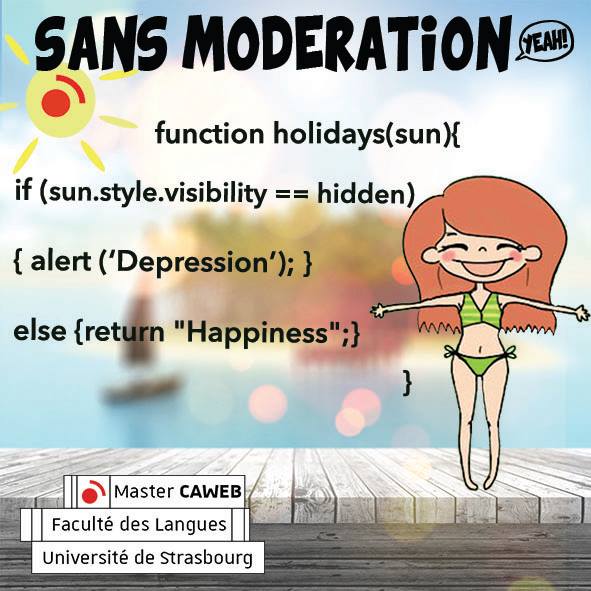 SANS MODERATiON
YEAH!
function holidays(sun){
if (sun.style.visibility == hidden)
{ alert (‘Depression’); }
else {return "Happiness";}
}
Master CAWEB
Faculté des Langues
Université de Strasbourg